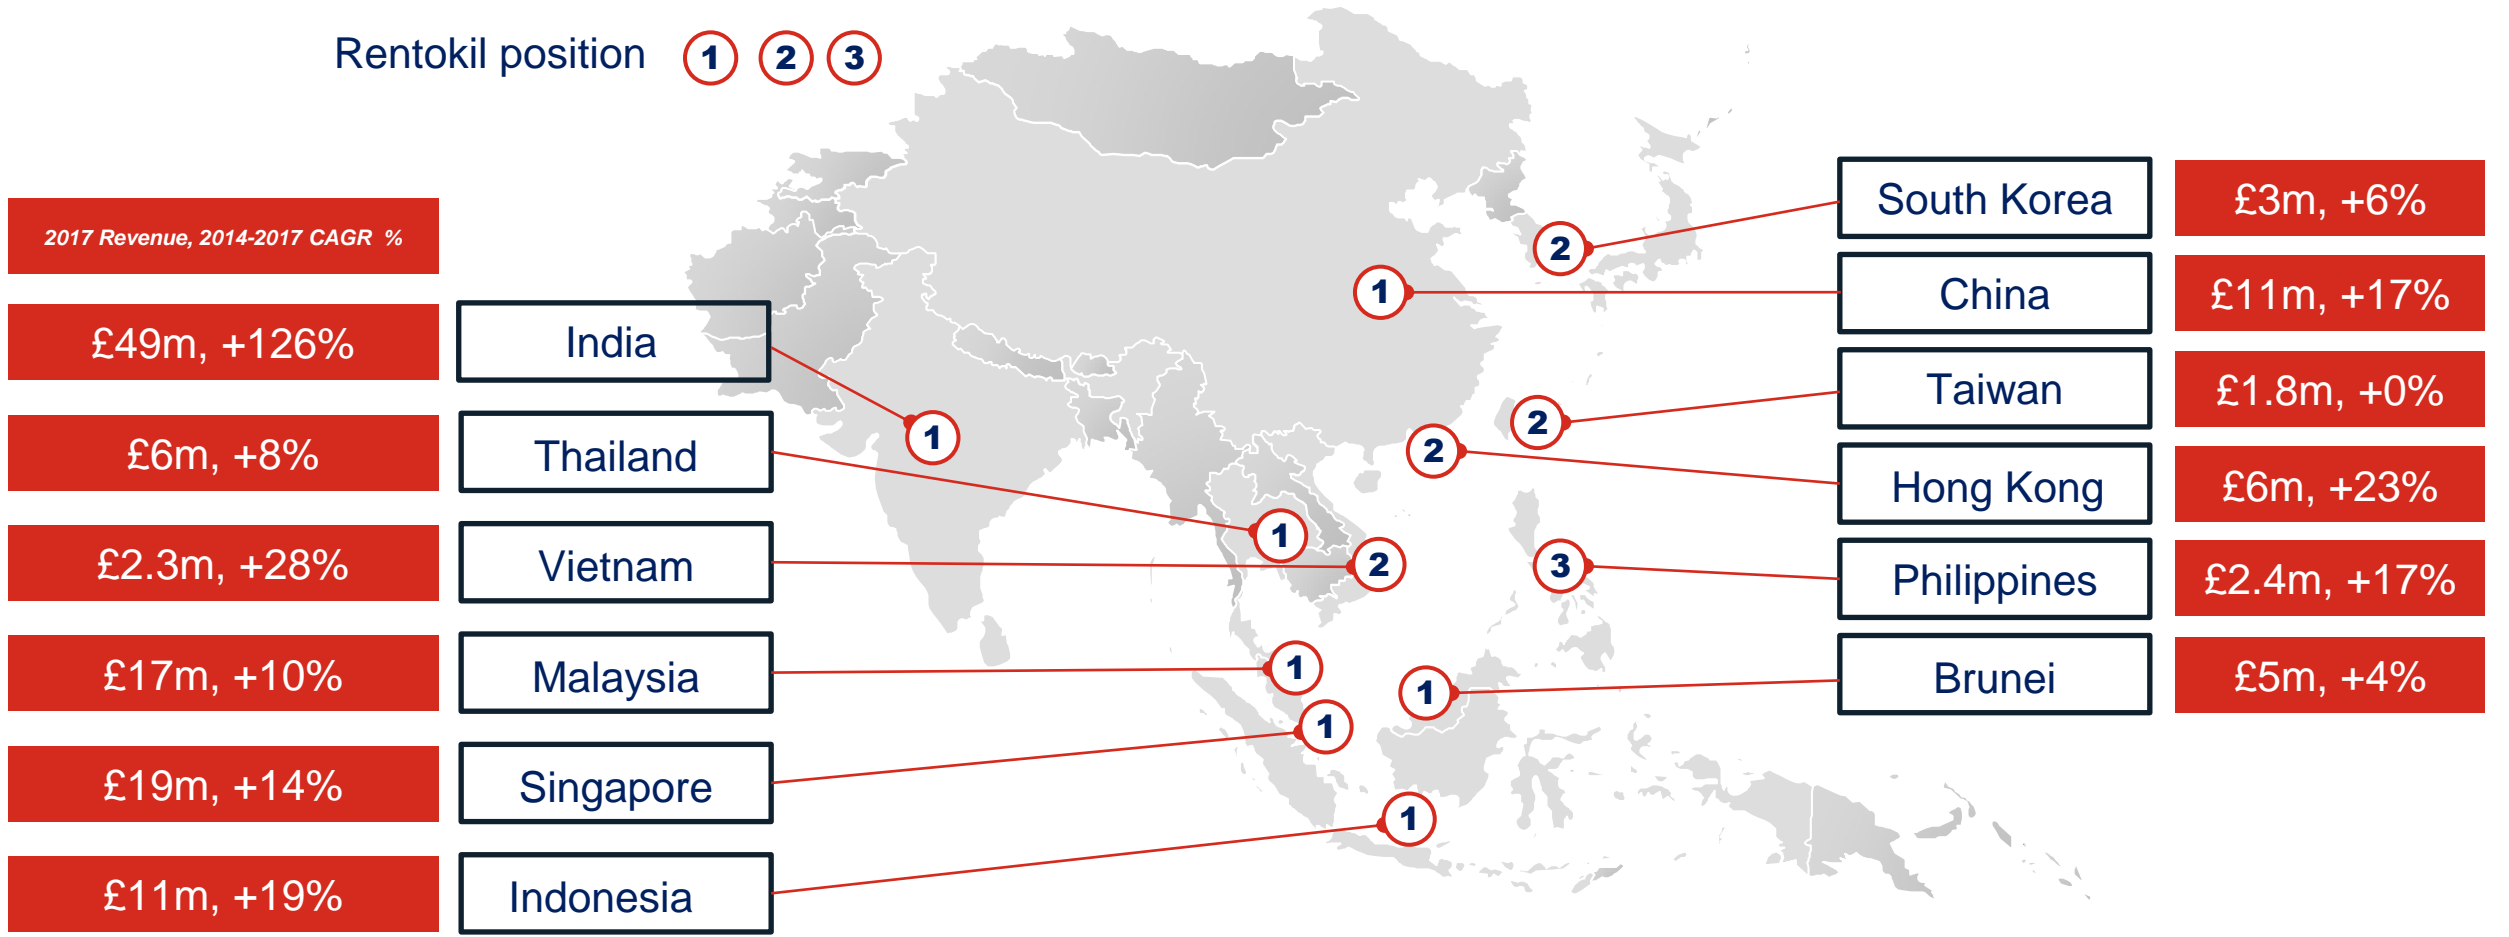 Rentokil position 1 2 3
2017 Revenue, 2014-2017 CAGR %
£49m, +126%
India
£6m, +8%
Thailand
£2.3m, +28%
Vietnam
£17m, +10%
Malaysia
£19m, +14%
Singapore
£11m, +19%
Indonesia
1
1
2
1
1
1
2
1
2
2
3
1
South Korea
£3m, +6%
China
£11m, +17%
Taiwan
£1.8m, +0%
Hong Kong
£6m, +23%
Philippines
£2.4m, +17%
Brunei
£5m, +4%